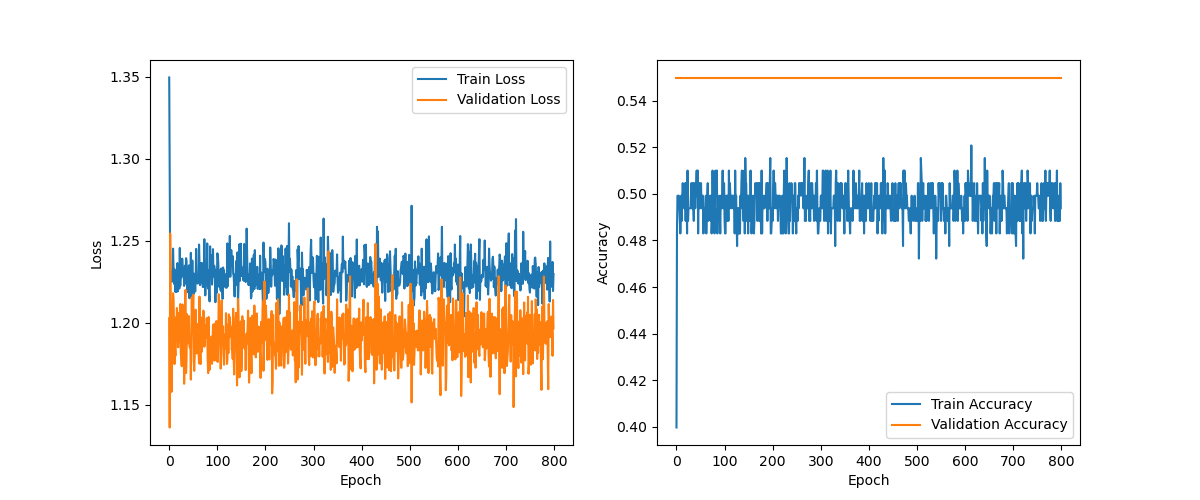 1.35
1.30
1.25
1.20
1.15
Loss
0 100 200 300 400 500 600 700 800
Epoch
Train Loss
Validation Loss
0.54
0.52
0.50
0.48
0.46
0.44
0.42
0.40
Accuracy
0 100 200 300 400 500 600 700 800
Epoch
Train Accuracy
Validation Accuracy